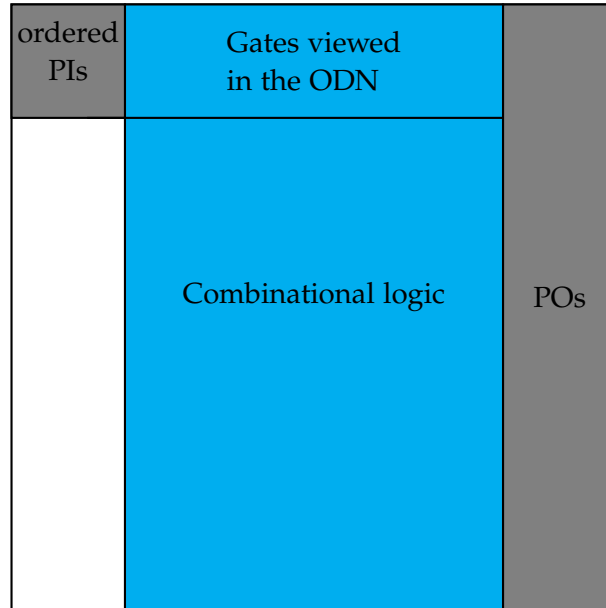 ordered
PIs
Gates viewed
in the ODN
Combinational logic
POs